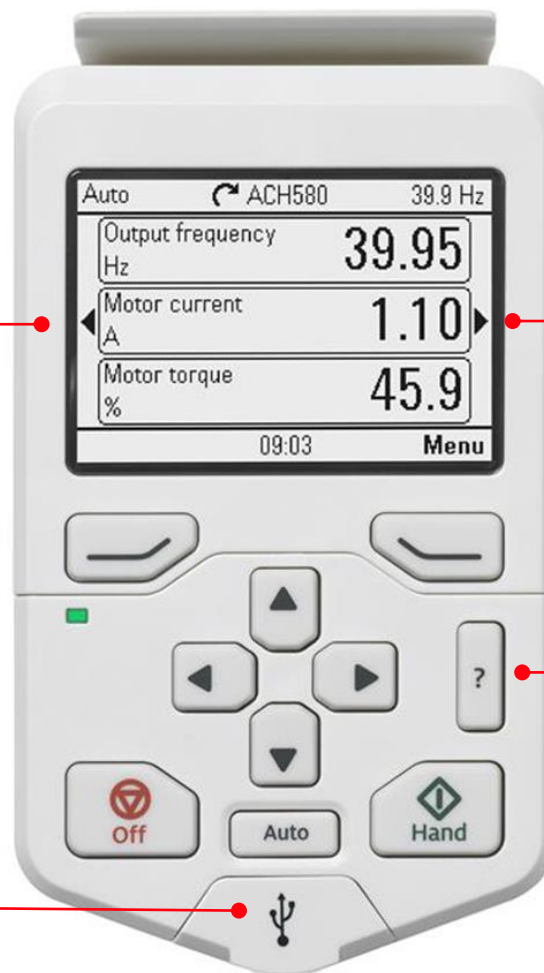 Auto ACH580 39.9 Hz
Output frequency 39.95
Hz
Motor current 1.10
A
Motor torque 45.9
%
09:03 Menu
?
Off Auto Hand